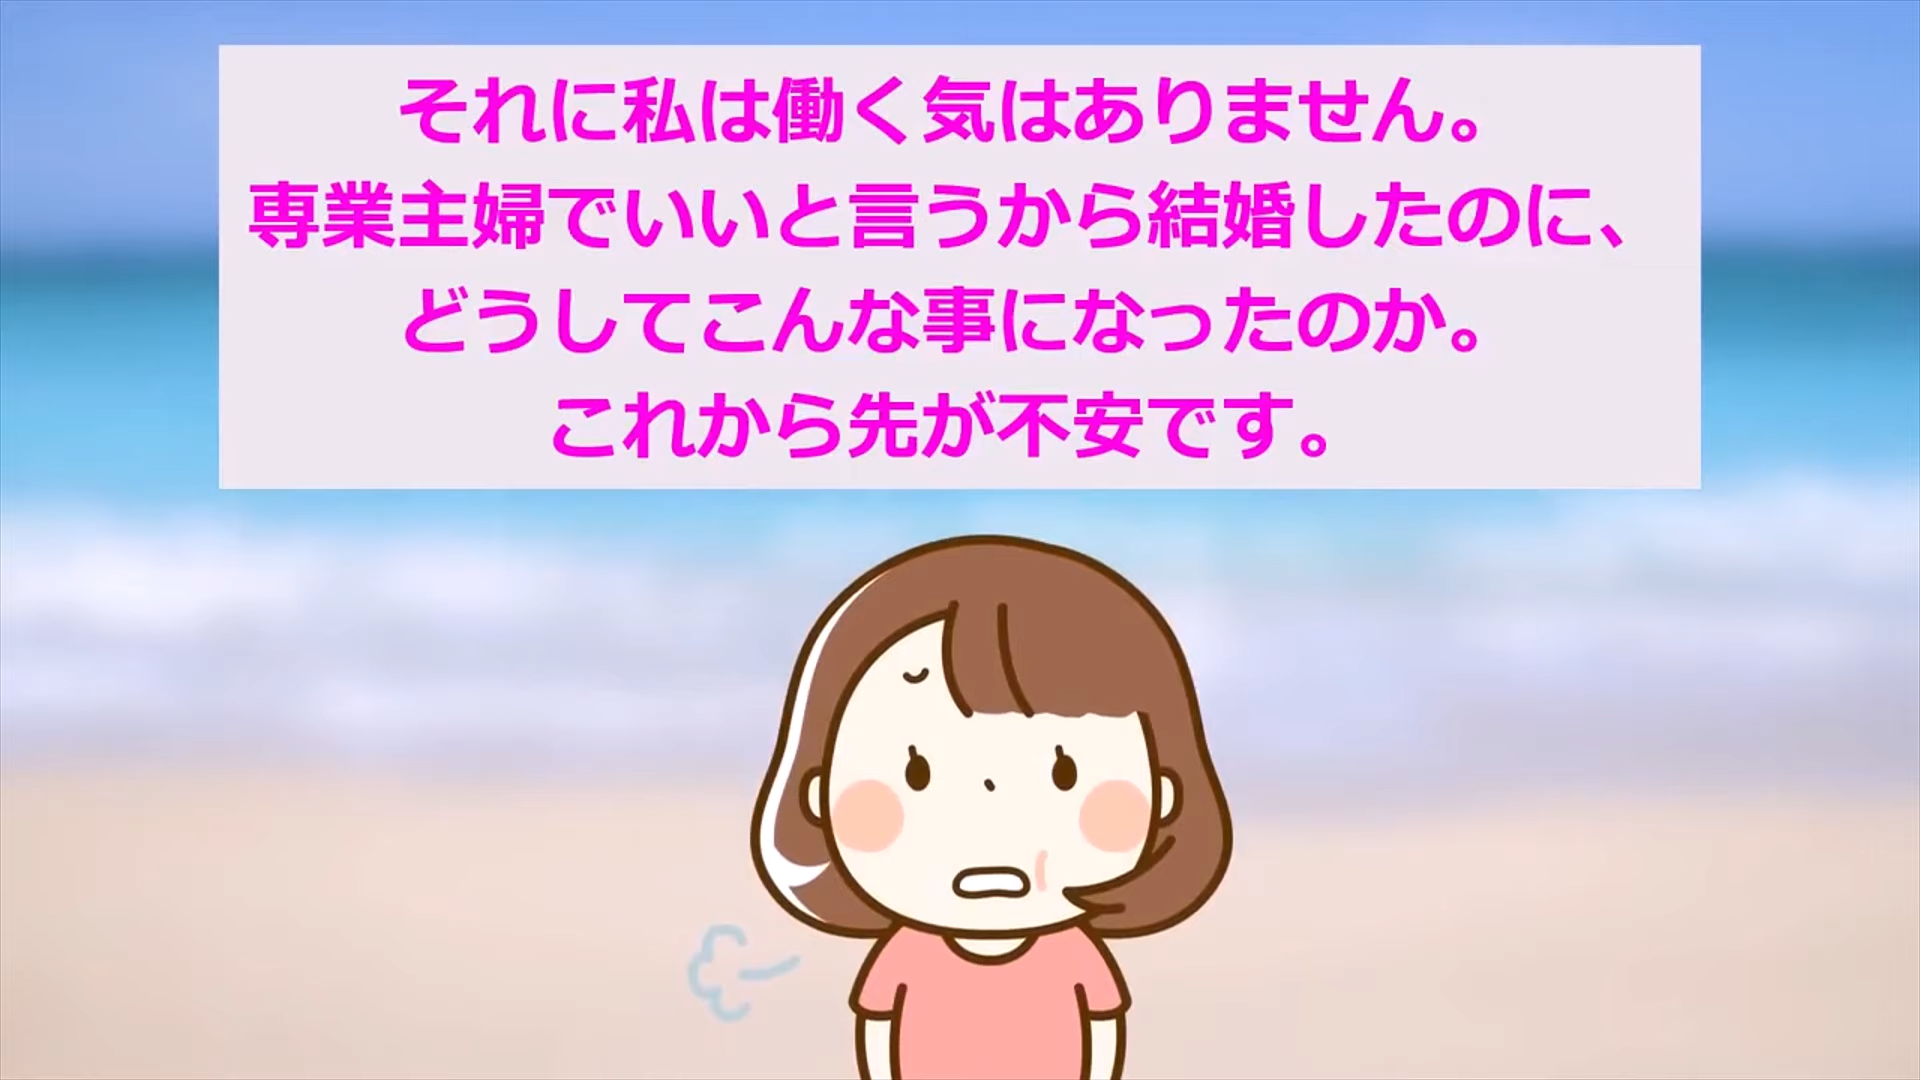 それに私は働く気はありません。
専業主婦でいいと言うから結婚したのに、
どうしてこんな事になったのか。
これから先が不安です。